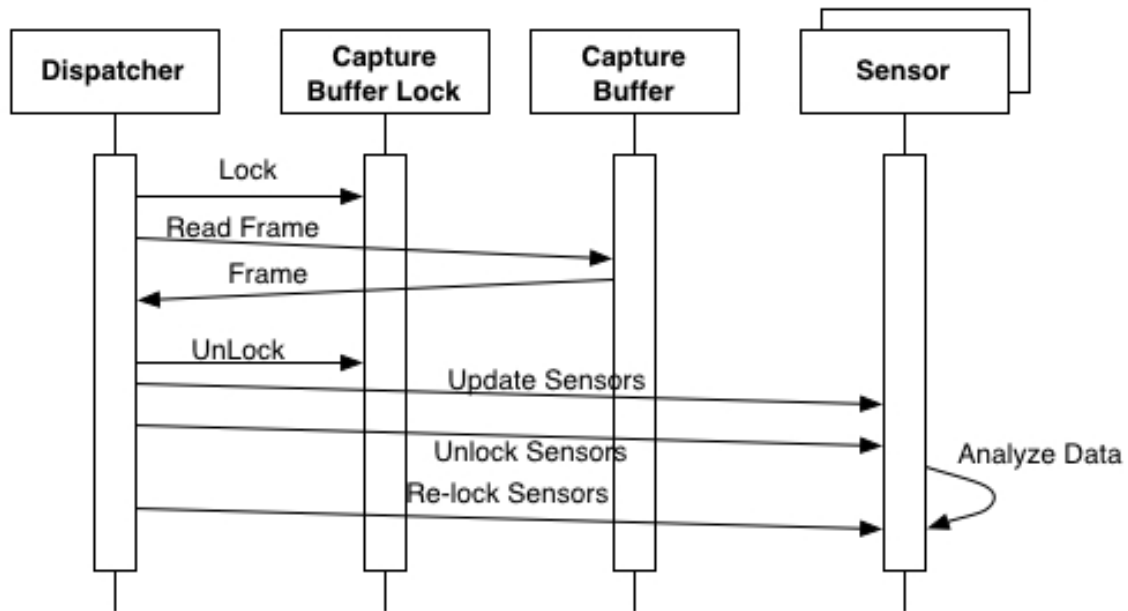 Dispatcher
Capture
Buffer Lock
Capture
Buffer
Sensor
Lock
Read Frame
Frame
UnLock
Update Sensors
Unlock Sensors
Analyze Data
Re-lock Sensors